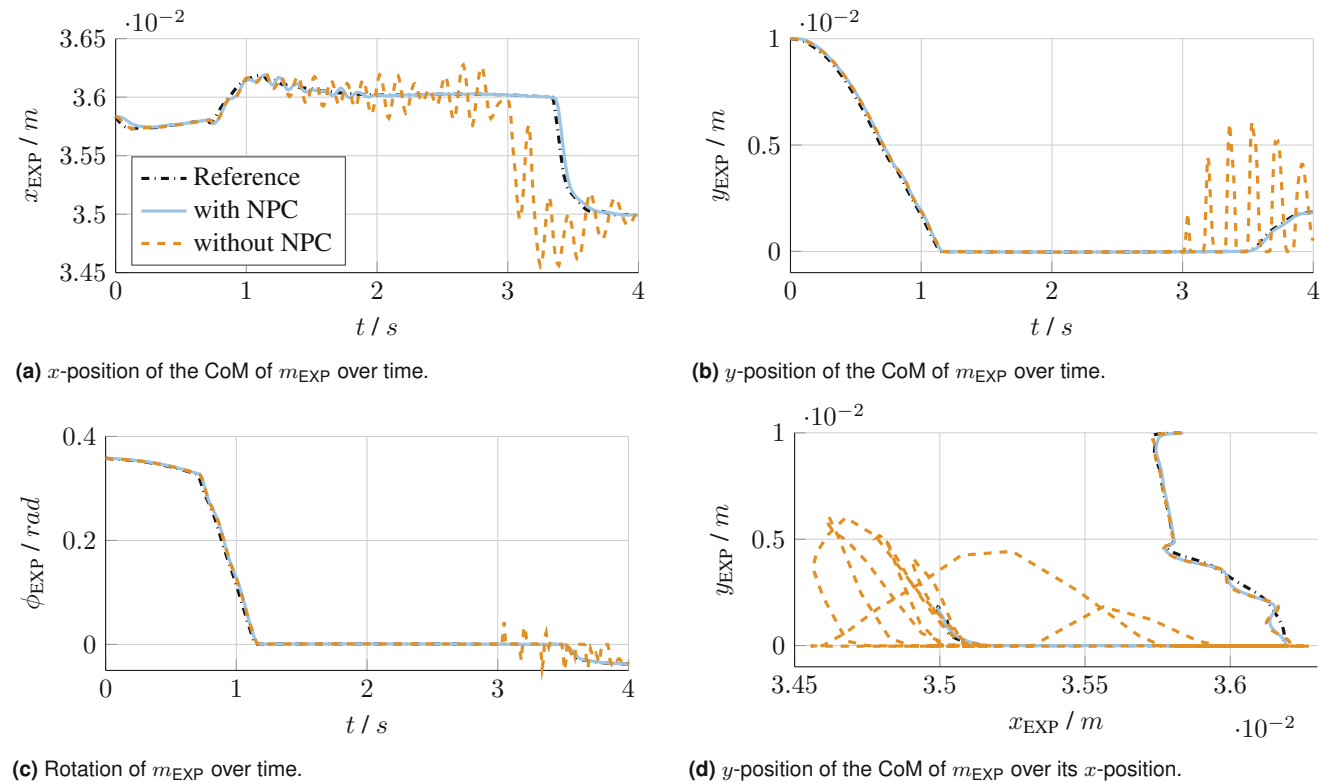 ·10⁻²
3.65
3.6
3.55
3.5
3.45
x_EXP / m
Reference
with NPC
without NPC
0 1 2 3 4
t / s
(a) x-position of the CoM of m_EXP over time.
·10⁻²
1
0.5
0
y_EXP / m
0 1 2 3 4
t / s
(b) y-position of the CoM of m_EXP over time.
0.4
0.2
0
ϕ_EXP / rad
0 1 2 3 4
t / s
(c) Rotation of m_EXP over time.
·10⁻²
1
0.5
0
y_EXP / m
3.45 3.5 3.55 3.6
x_EXP / m
·10⁻²
(d) y-position of the CoM of m_EXP over its x-position.